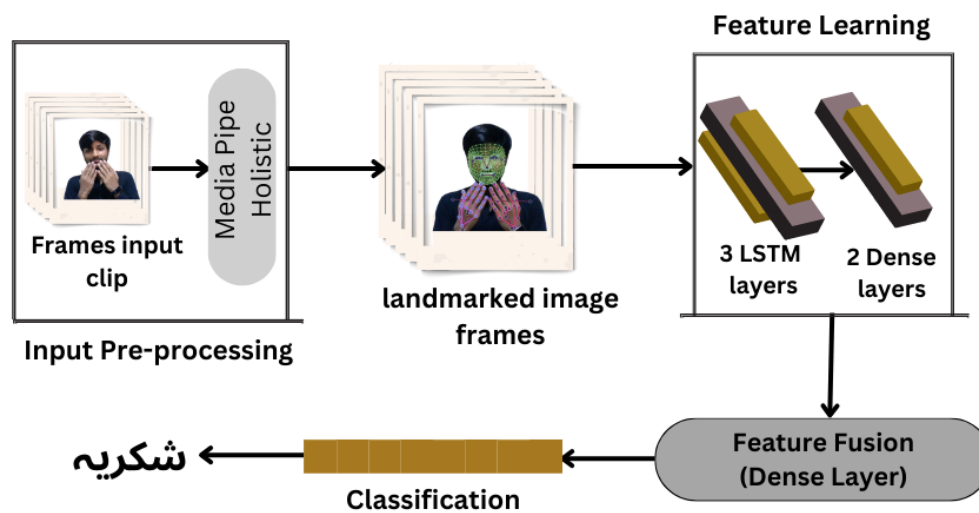 Feature Learning
Media Pipe
Holistic
Frames input
clip
Input Pre-processing
landmarked image
frames
3 LSTM
layers
2 Dense
layers
Feature Fusion
(Dense Layer)
Classification
شکریہ